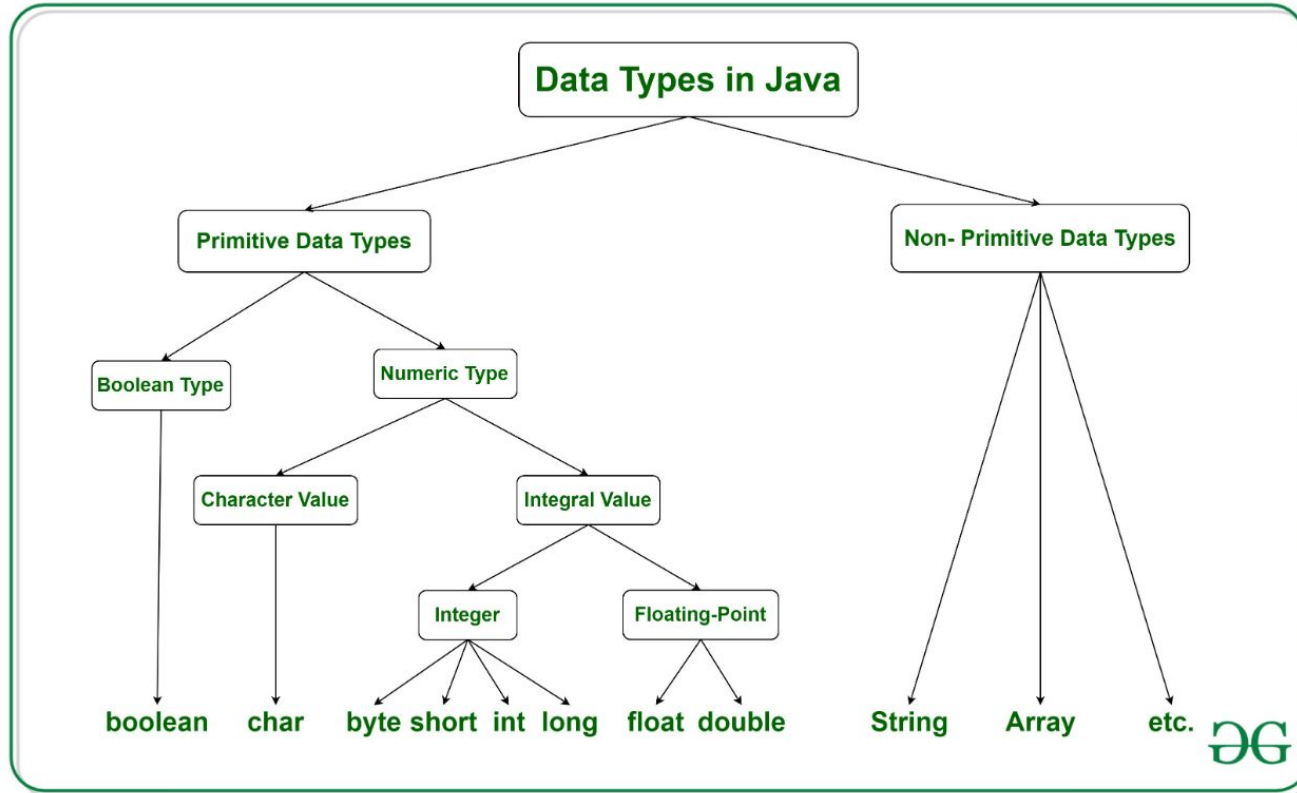 Data Types in Java
Primitive Data Types
Non- Primitive Data Types
Boolean Type
Numeric Type
Character Value
Integral Value
Integer
Floating-Point
boolean
char
byte
short
int
long
float
double
String
Array
etc.